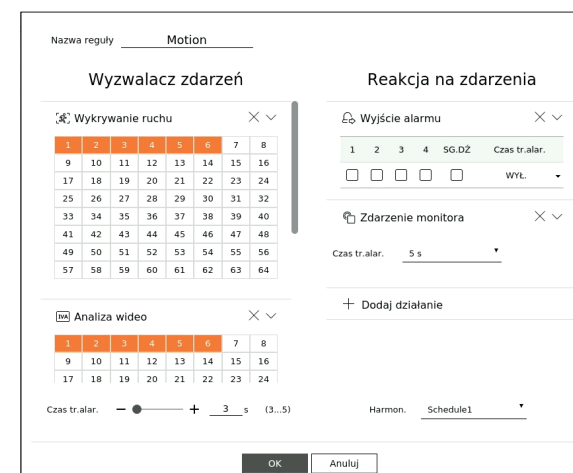 Nazwa reguły Motion
Wyzwalacz zdarzeń
Wykrywanie ruchu
1 2 3 4 5 6 7 8
9 10 11 12 13 14 15 16
17 18 19 20 21 22 23 24
25 26 27 28 29 30 31 32
33 34 35 36 37 38 39 40
41 42 43 44 45 46 47 48
49 50 51 52 53 54 55 56
57 58 59 60 61 62 63 64
IVA Analiza wideo
1 2 3 4 5 6 7 8
9 10 11 12 13 14 15 16
17 18 19 20 21 22 23 24
Czas tr.alar. 3 s (3...5)
Reakcja na zdarzenia
Wyjście alarmu
1 2 3 4 SG.DŹ Czas tr.alar.
WYŁ.
Zdarzenie monitora
Czas tr.alar. 5 s
Dodaj działanie
Harmon. Schedule1
OK Anuluj